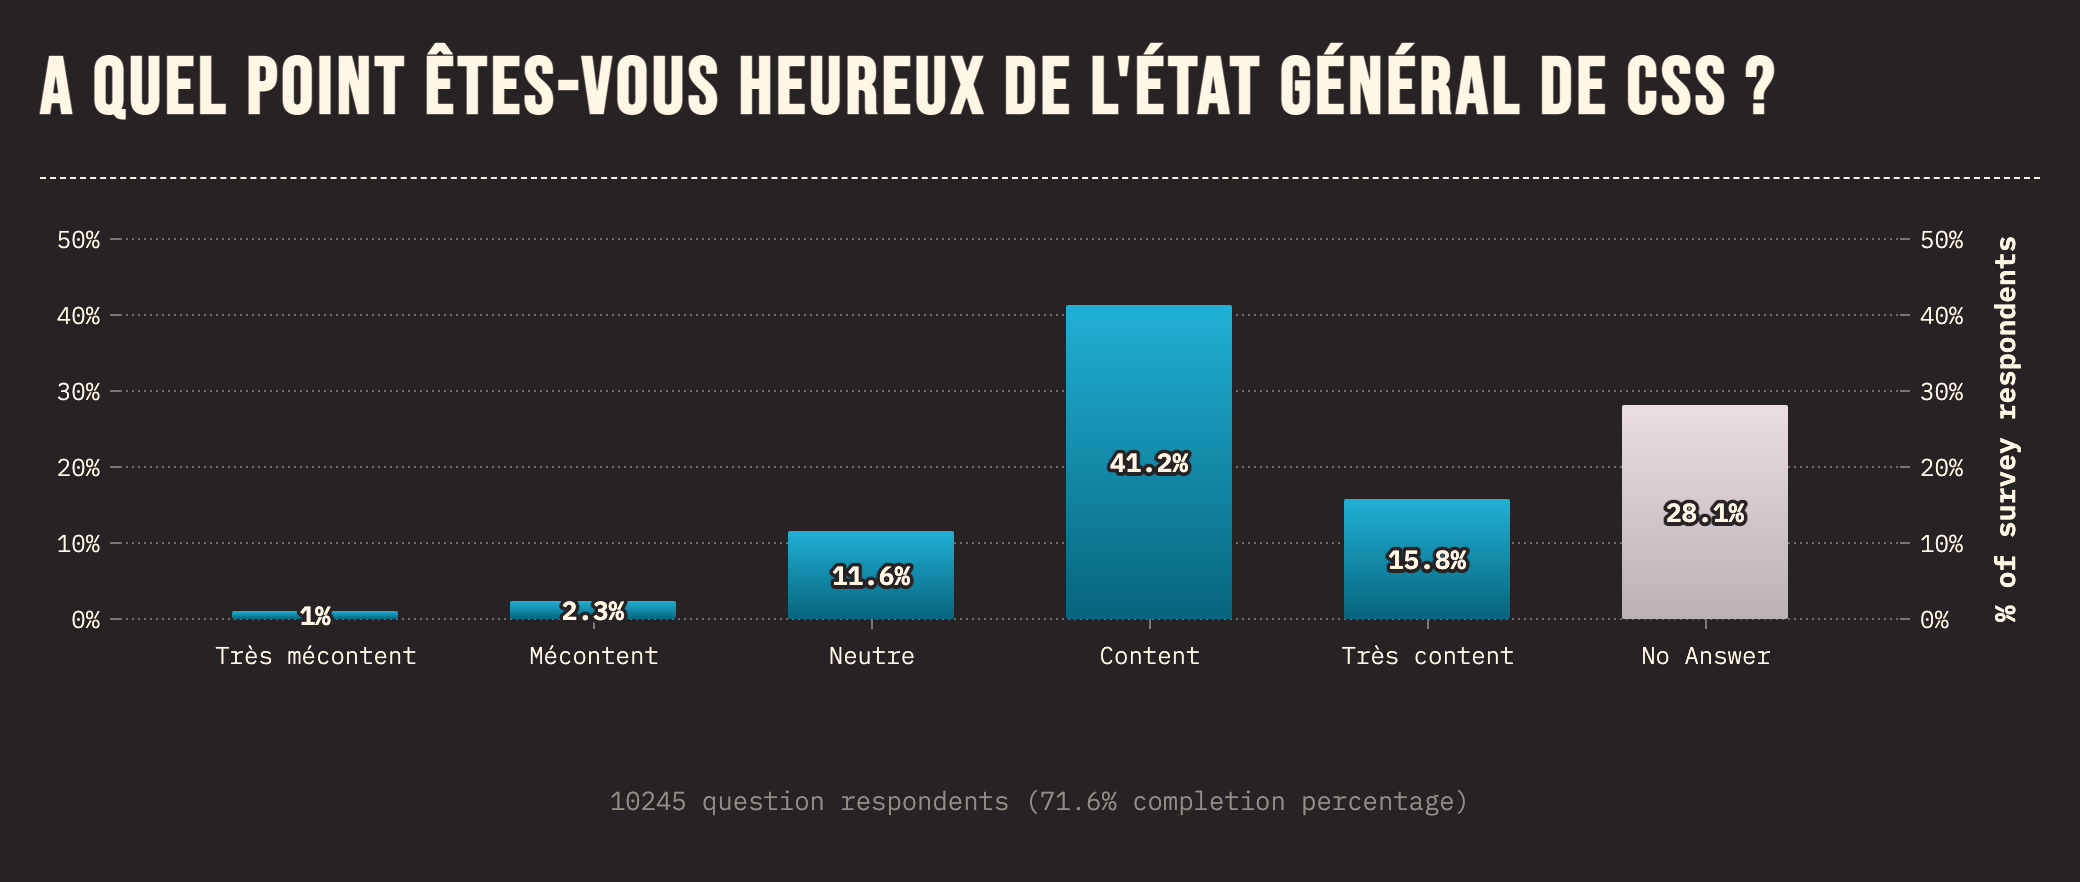 A QUEL POINT ÊTES-VOUS HEUREUX DE L'ÉTAT GÉNÉRAL DE CSS ?
50% 50%
40% 40%
30% 30%
20% 20%
10% 10%
0% 0%
% of survey respondents
1% 2.3% 11.6% 41.2% 15.8% 28.1%
Très mécontent Mécontent Neutre Content Très content No Answer
10245 question respondents (71.6% completion percentage)